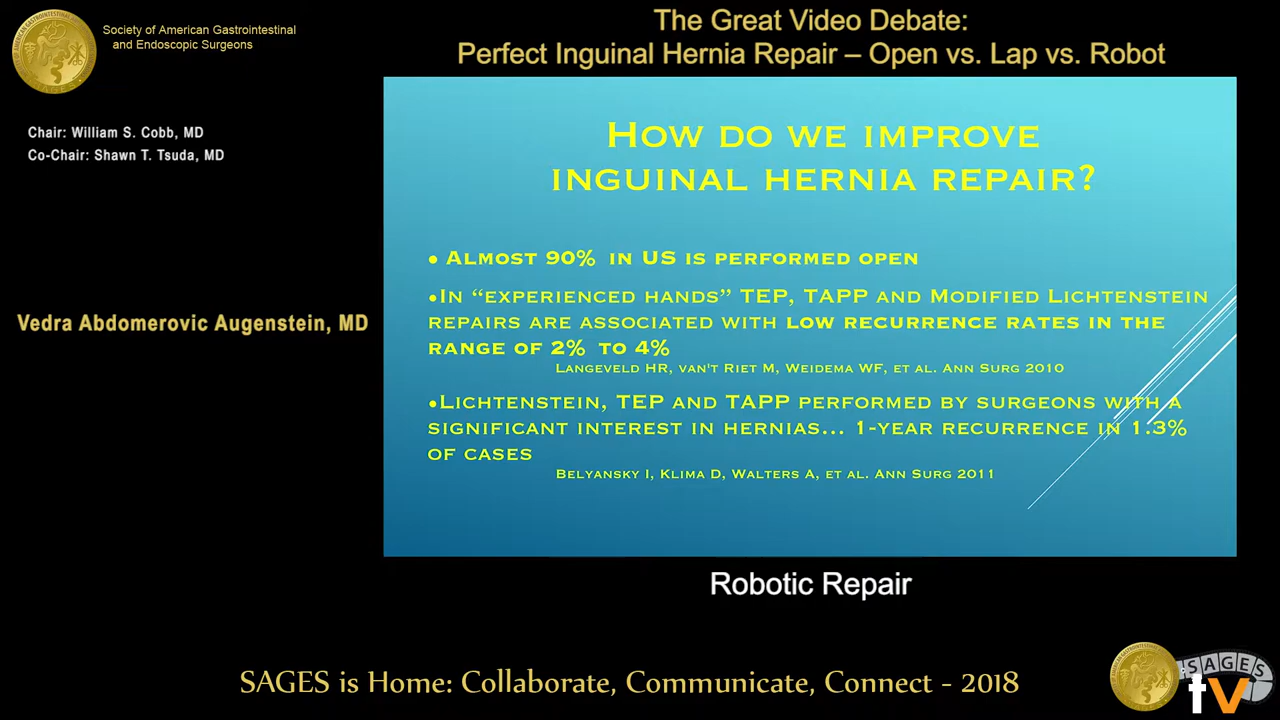 Society of American Gastrointestinal
and Endoscopic Surgeons
The Great Video Debate:
Perfect Inguinal Hernia Repair – Open vs. Lap vs. Robot
Chair: William S. Cobb, MD
Co-Chair: Shawn T. Tsuda, MD
Vedra Abdomerovic Augenstein, MD
How do we improve
inguinal hernia repair?
• Almost 90% in US is performed open
•In “experienced hands” TEP, TAPP and Modified Lichtenstein
repairs are associated with low recurrence rates in the
range of 2% to 4%
Langeveld HR, van't Riet M, Weidema WF, et al. Ann Surg 2010
•Lichtenstein, TEP and TAPP performed by surgeons with a
significant interest in hernias... 1-year recurrence in 1.3%
of cases
Belyansky I, Klima D, Walters A, et al. Ann Surg 2011
Robotic Repair
SAGES is Home: Collaborate, Communicate, Connect - 2018
SAGES
tv